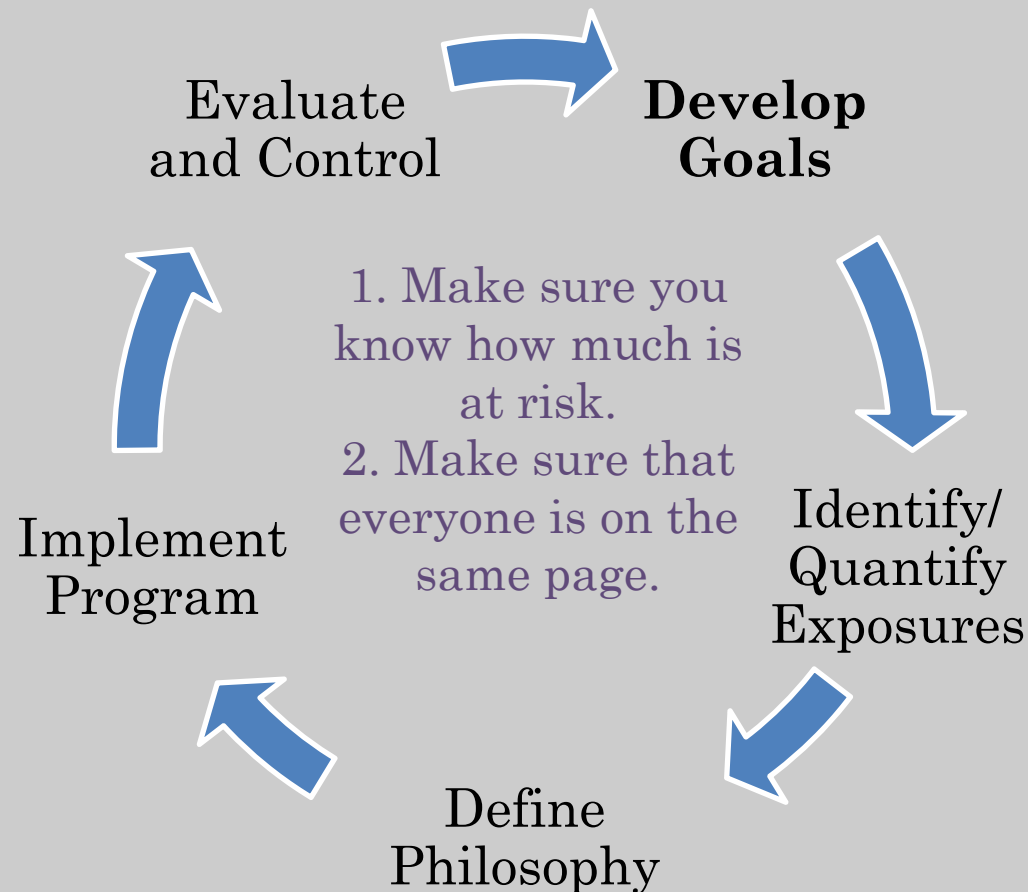 Evaluate
and Control
Develop
Goals
1. Make sure you
know how much is
at risk.
2. Make sure that
everyone is on the
same page.
Identify/
Quantify
Exposures
Implement
Program
Define
Philosophy